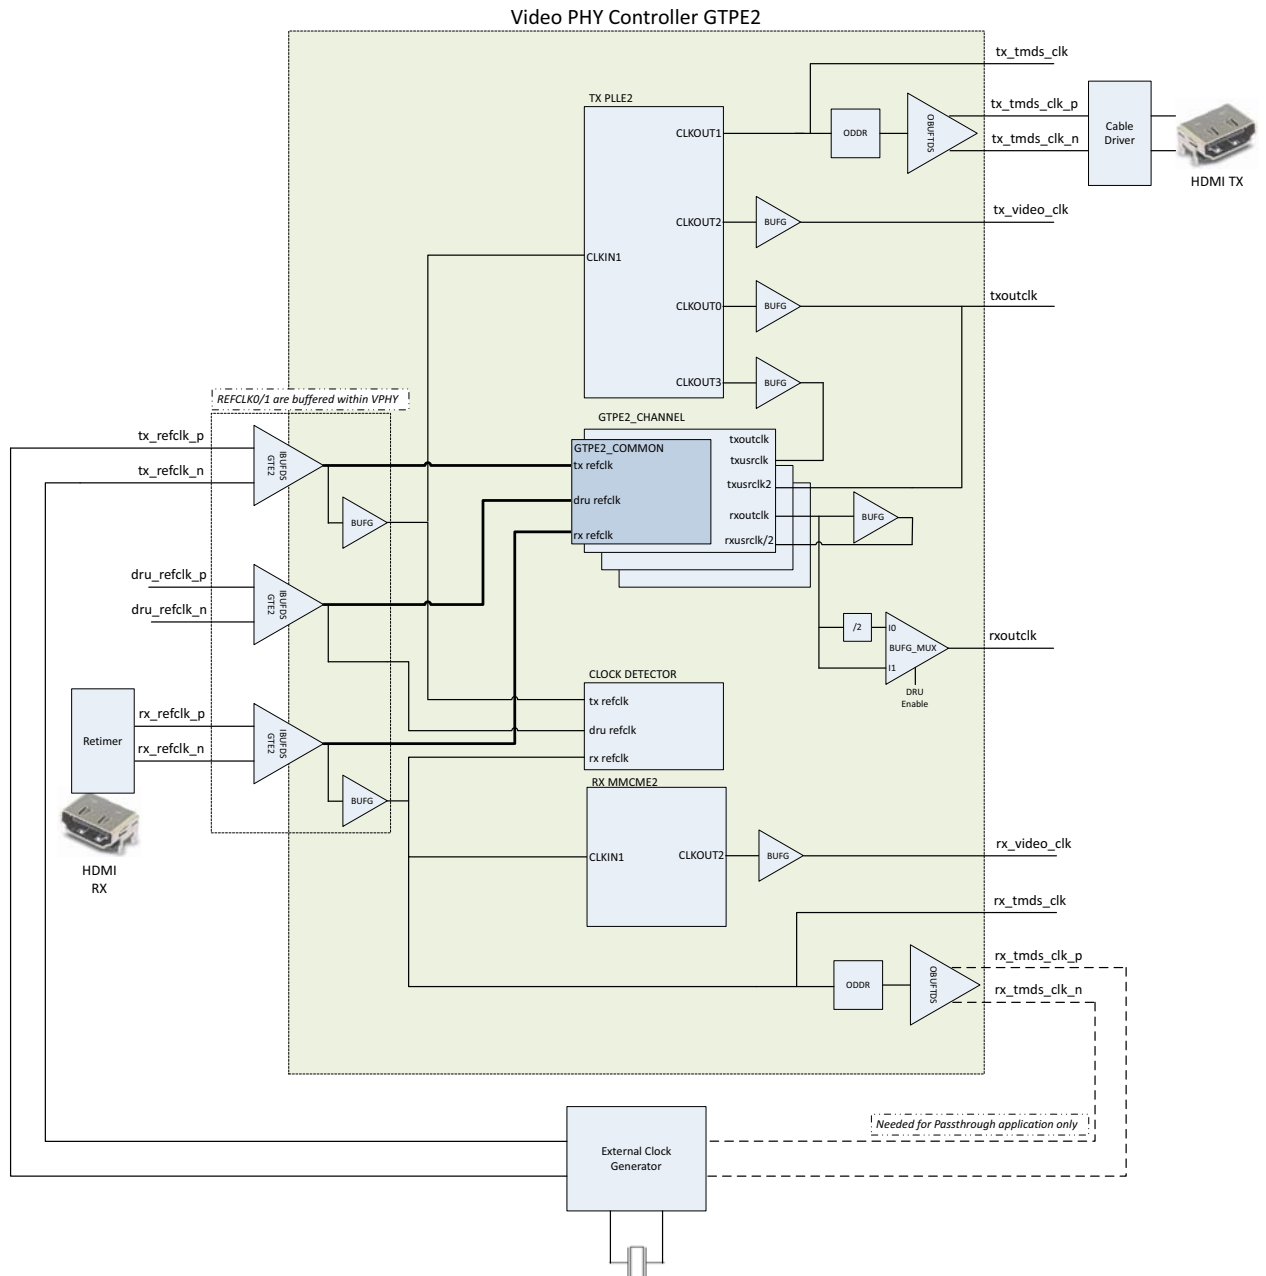 Video PHY Controller GTPE2
tx_tmds_clk
TX PLLE2
CLKOUT1
ODDR
OBUFTDS
tx_tmds_clk_p
tx_tmds_clk_n
Cable
Driver
HDMI TX
CLKOUT2
BUFG
tx_video_clk
CLKIN1
CLKOUT0
BUFG
txoutclk
CLKOUT3
BUFG
REFCLK0/1 are buffered within VPHY
GTPE2_CHANNEL
tx_refclk_p
tx_refclk_n
IBUFDS
GTE2
BUFG
GTPE2_COMMON
tx refclk
dru refclk
rx refclk
txoutclk
txusrclk
txusrclk2
rxoutclk
rxusrclk/2
BUFG
dru_refclk_p
dru_refclk_n
IBUFDS
GTE2
/2
I0
BUFG_MUX
I1
DRU
Enable
rxoutclk
CLOCK DETECTOR
tx refclk
dru refclk
rx refclk
Retimer
rx_refclk_p
rx_refclk_n
IBUFDS
GTE2
BUFG
HDMI
RX
RX MMCME2
CLKIN1
CLKOUT2
BUFG
rx_video_clk
rx_tmds_clk
ODDR
OBUFTDS
rx_tmds_clk_p
rx_tmds_clk_n
Needed for Passthrough application only
External Clock
Generator